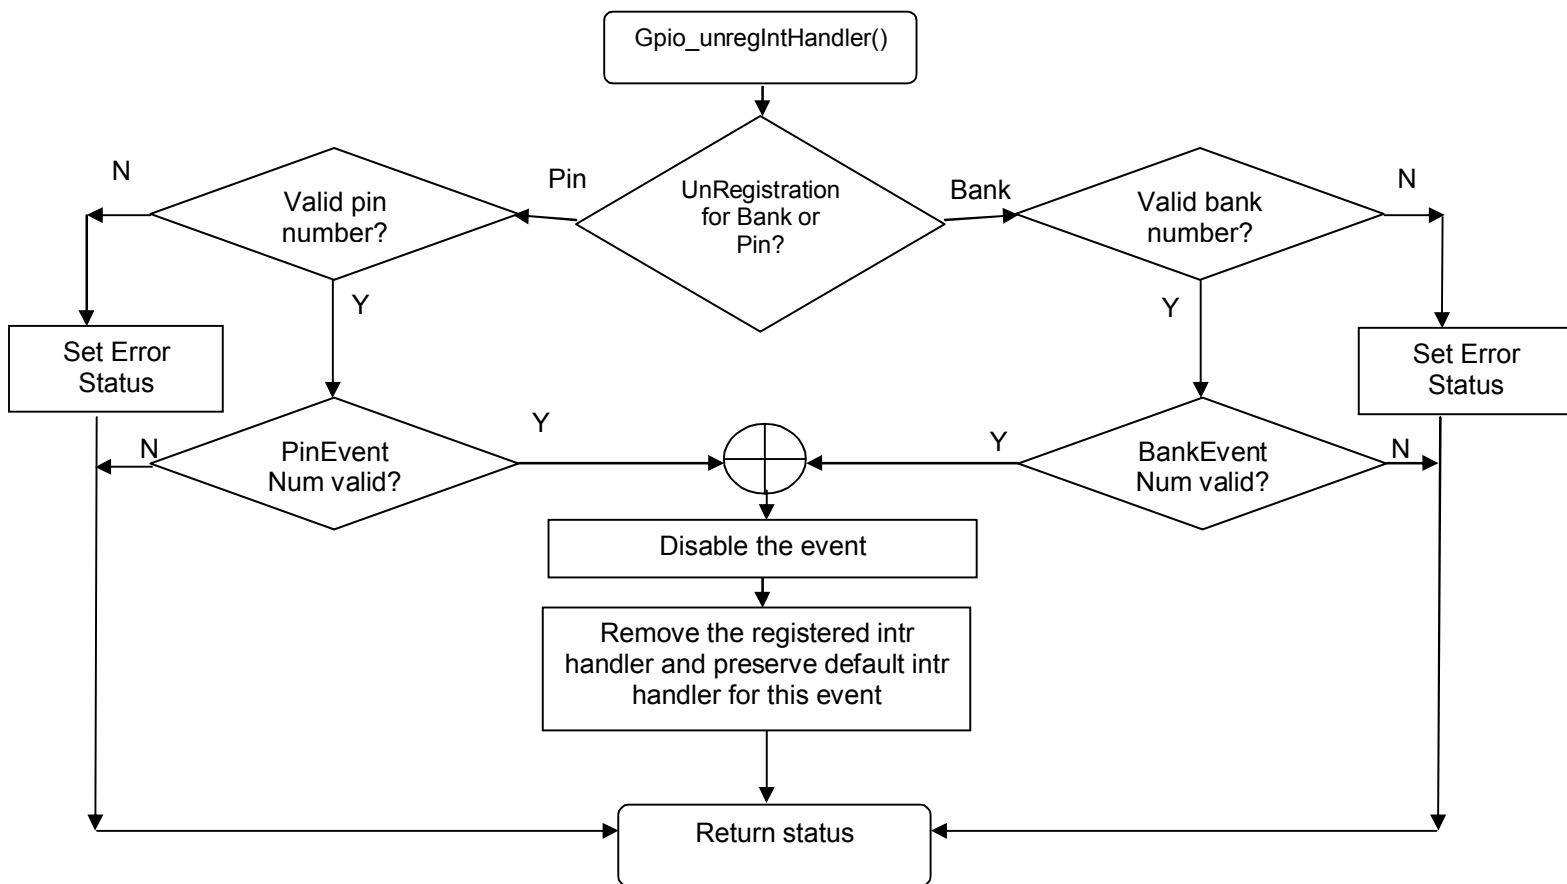 Gpio_unregIntHandler()
N
Pin
Bank
N
Valid pin
number?
UnRegistration
for Bank or
Pin?
Valid bank
number?
Y
Y
Set Error
Status
Set Error
Status
N
PinEvent
Num valid?
Y
Y
BankEvent
Num valid?
N
Disable the event
Remove the registered intr
handler and preserve default intr
handler for this event
Return status